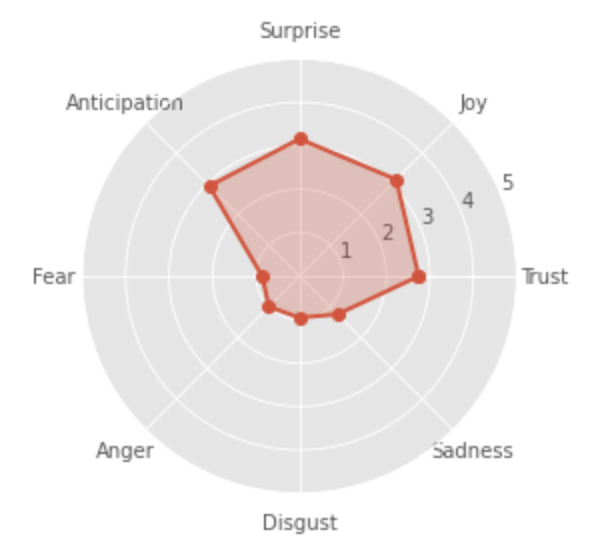 Surprise
Anticipation
Joy
5
4
3
2
1
Fear
Trust
Anger
Sadness
Disgust